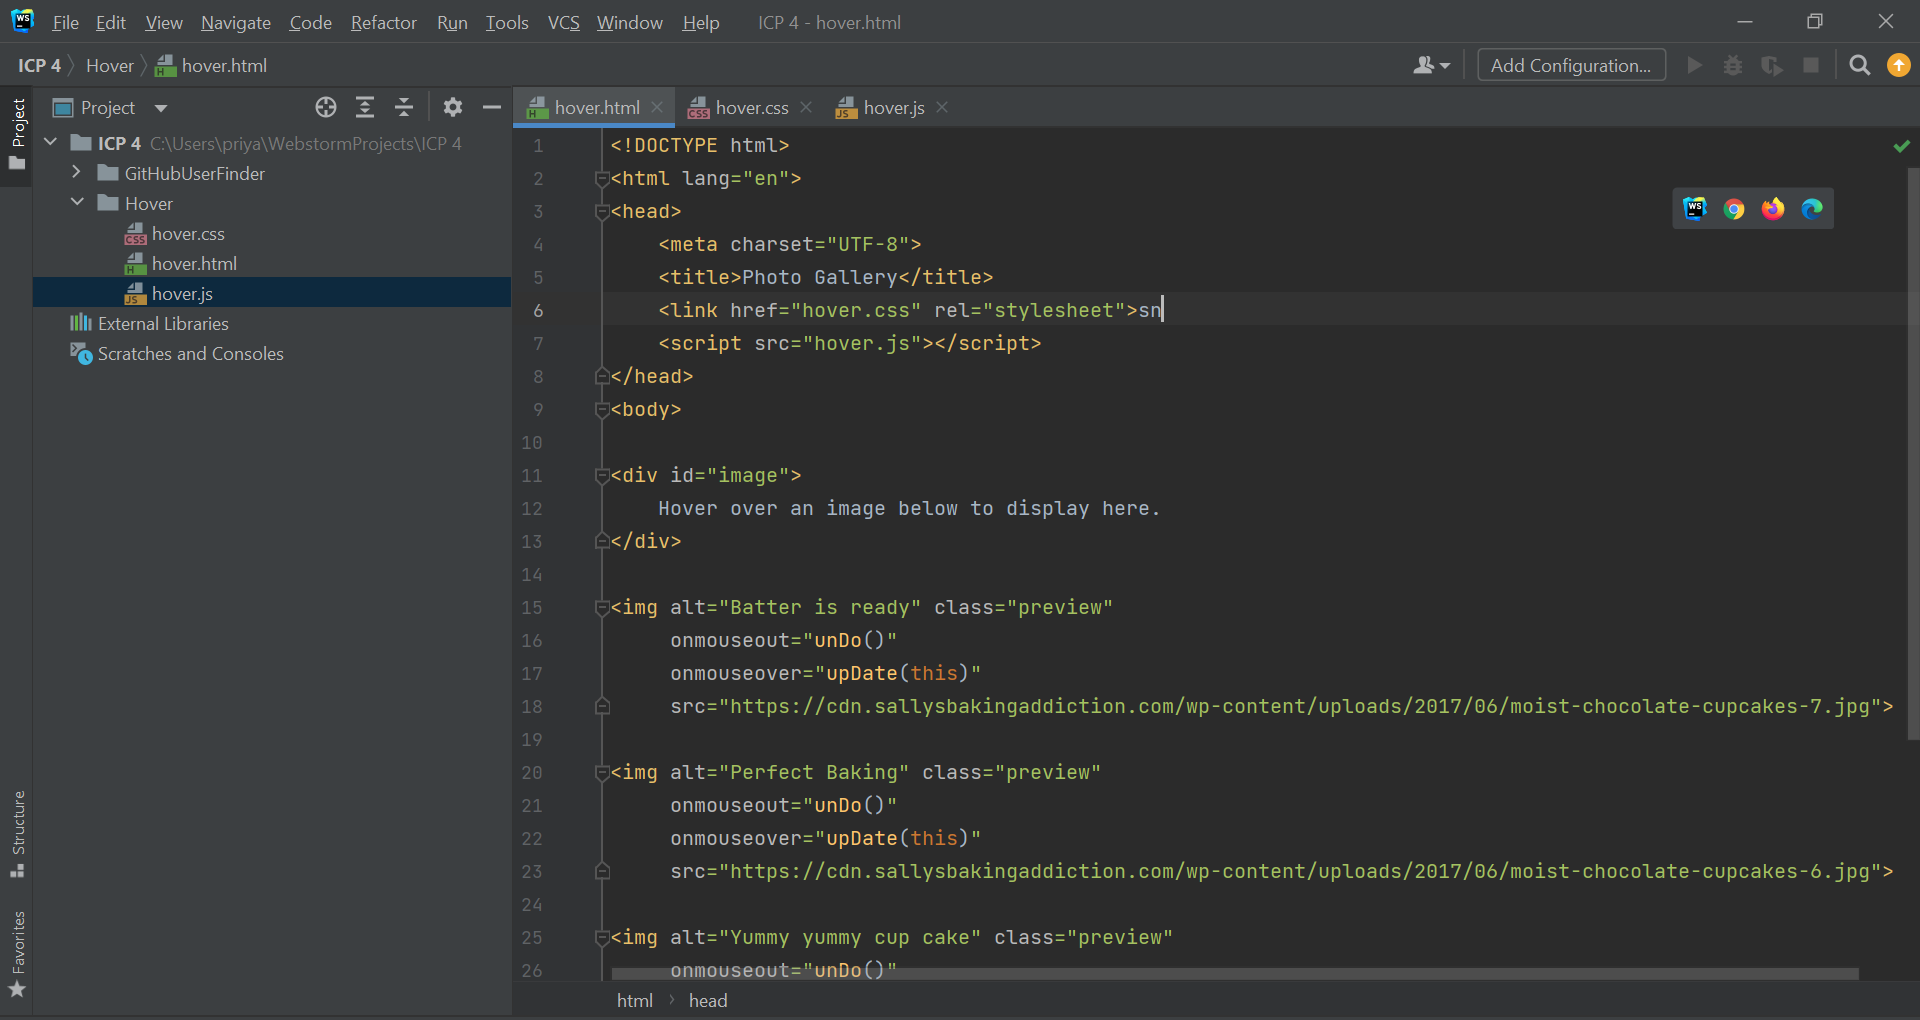 WS File Edit View Navigate Code Refactor Run Tools VCS Window Help ICP 4 - hover.html
ICP 4 Hover H hover.html Add Configuration...
Project
Project
ICP 4 C:\Users\priya\WebstormProjects\ICP 4
GitHubUserFinder
Hover
CSS hover.css
H hover.html
JS hover.js
External Libraries
Scratches and Consoles
Structure
Favorites
H hover.html CSS hover.css JS hover.js
WS
1 <!DOCTYPE html>
2 <html lang="en">
3 <head>
4 <meta charset="UTF-8">
5 <title>Photo Gallery</title>
6 <link href="hover.css" rel="stylesheet">sn
7 <script src="hover.js"></script>
8 </head>
9 <body>
10
11 <div id="image">
12 Hover over an image below to display here.
13 </div>
14
15 <img alt="Batter is ready" class="preview"
16 onmouseout="unDo()"
17 onmouseover="upDate(this)"
18 src="https://cdn.sallysbakingaddiction.com/wp-content/uploads/2017/06/moist-chocolate-cupcakes-7.jpg">
19
20 <img alt="Perfect Baking" class="preview"
21 onmouseout="unDo()"
22 onmouseover="upDate(this)"
23 src="https://cdn.sallysbakingaddiction.com/wp-content/uploads/2017/06/moist-chocolate-cupcakes-6.jpg">
24
25 <img alt="Yummy yummy cup cake" class="preview"
26 onmouseout="unDo()"
html head